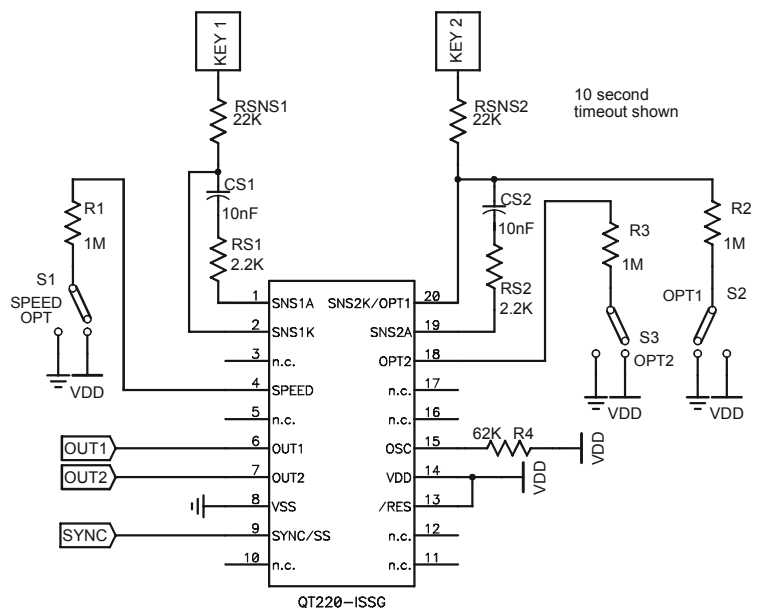 KEY 1
KEY 2
10 second
timeout shown
RSNS1
22K
RSNS2
22K
CS1
10nF
CS2
10nF
R1
1M
RS1
2.2K
RS2
2.2K
R3
1M
R2
1M
S1
SPEED
OPT
VDD
S3
OPT2
VDD
OPT1
S2
VDD
1 SNS1A
2 SNS1K
3 n.c.
4 SPEED
5 n.c.
6 OUT1
7 OUT2
8 VSS
9 SYNC/SS
10 n.c.
SNS2K/OPT1 20
SNS2A 19
OPT2 18
n.c. 17
n.c. 16
OSC 15
VDD 14
/RES 13
n.c. 12
n.c. 11
OUT1
OUT2
SYNC
62K R4
VDD
VDD
QT220-ISSG